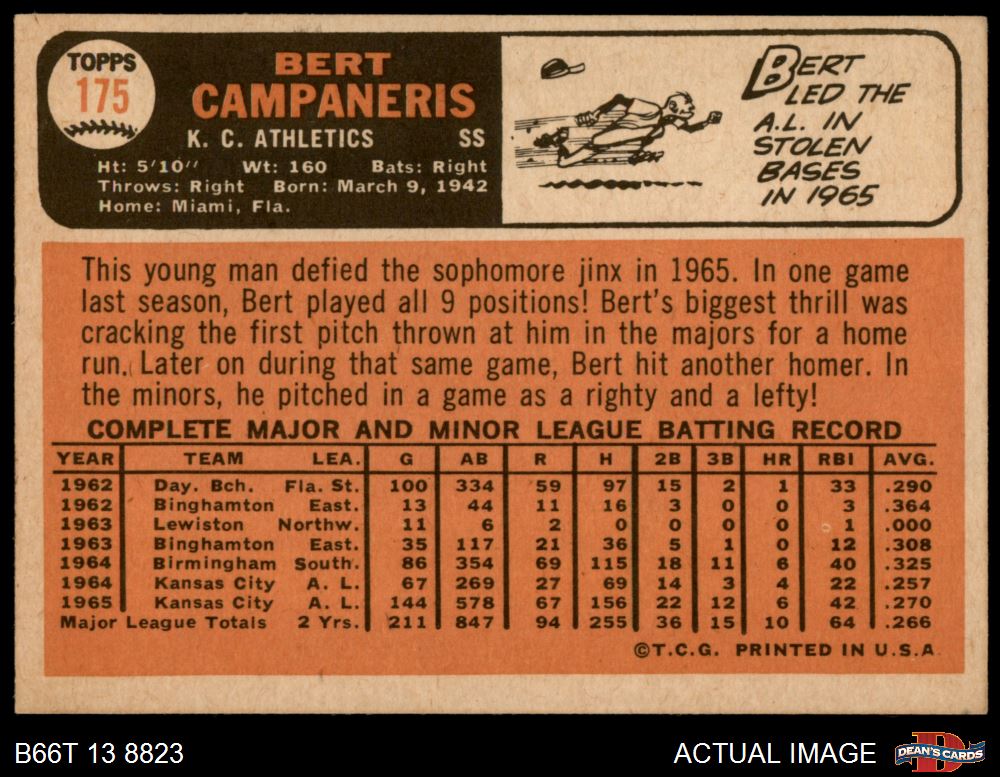 TOPPS
175
BERT
CAMPANERIS
K. C. ATHLETICS SS
Ht: 5'10" Wt: 160 Bats: Right
Throws: Right Born: March 9, 1942
Home: Miami, Fla.
BERT
LED THE
A.L. IN
STOLEN
BASES
IN 1965
This young man defied the sophomore jinx in 1965. In one game
last season, Bert played all 9 positions! Bert's biggest thrill was
cracking the first pitch thrown at him in the majors for a home
run. Later on during that same game, Bert hit another homer. In
the minors, he pitched in a game as a righty and a lefty!
COMPLETE MAJOR AND MINOR LEAGUE BATTING RECORD
YEAR TEAM LEA. G AB R H 2B 3B HR RBI AVG.
1962 Day. Bch. Fla. St. 100 334 59 97 15 2 1 33 .290
1962 Binghamton East. 13 44 11 16 3 0 0 3 .364
1963 Lewiston Northw. 11 6 2 0 0 0 0 1 .000
1963 Binghamton East. 35 117 21 36 5 1 0 12 .308
1964 Birmingham South. 86 354 69 115 18 11 6 40 .325
1964 Kansas City A. L. 67 269 27 69 14 3 4 22 .257
1965 Kansas City A. L. 144 578 67 156 22 12 6 42 .270
Major League Totals 2 Yrs. 211 847 94 255 36 15 10 64 .266
©T.C.G. PRINTED IN U.S.A.
B66T 13 8823 ACTUAL IMAGE DEAN'S CARDS